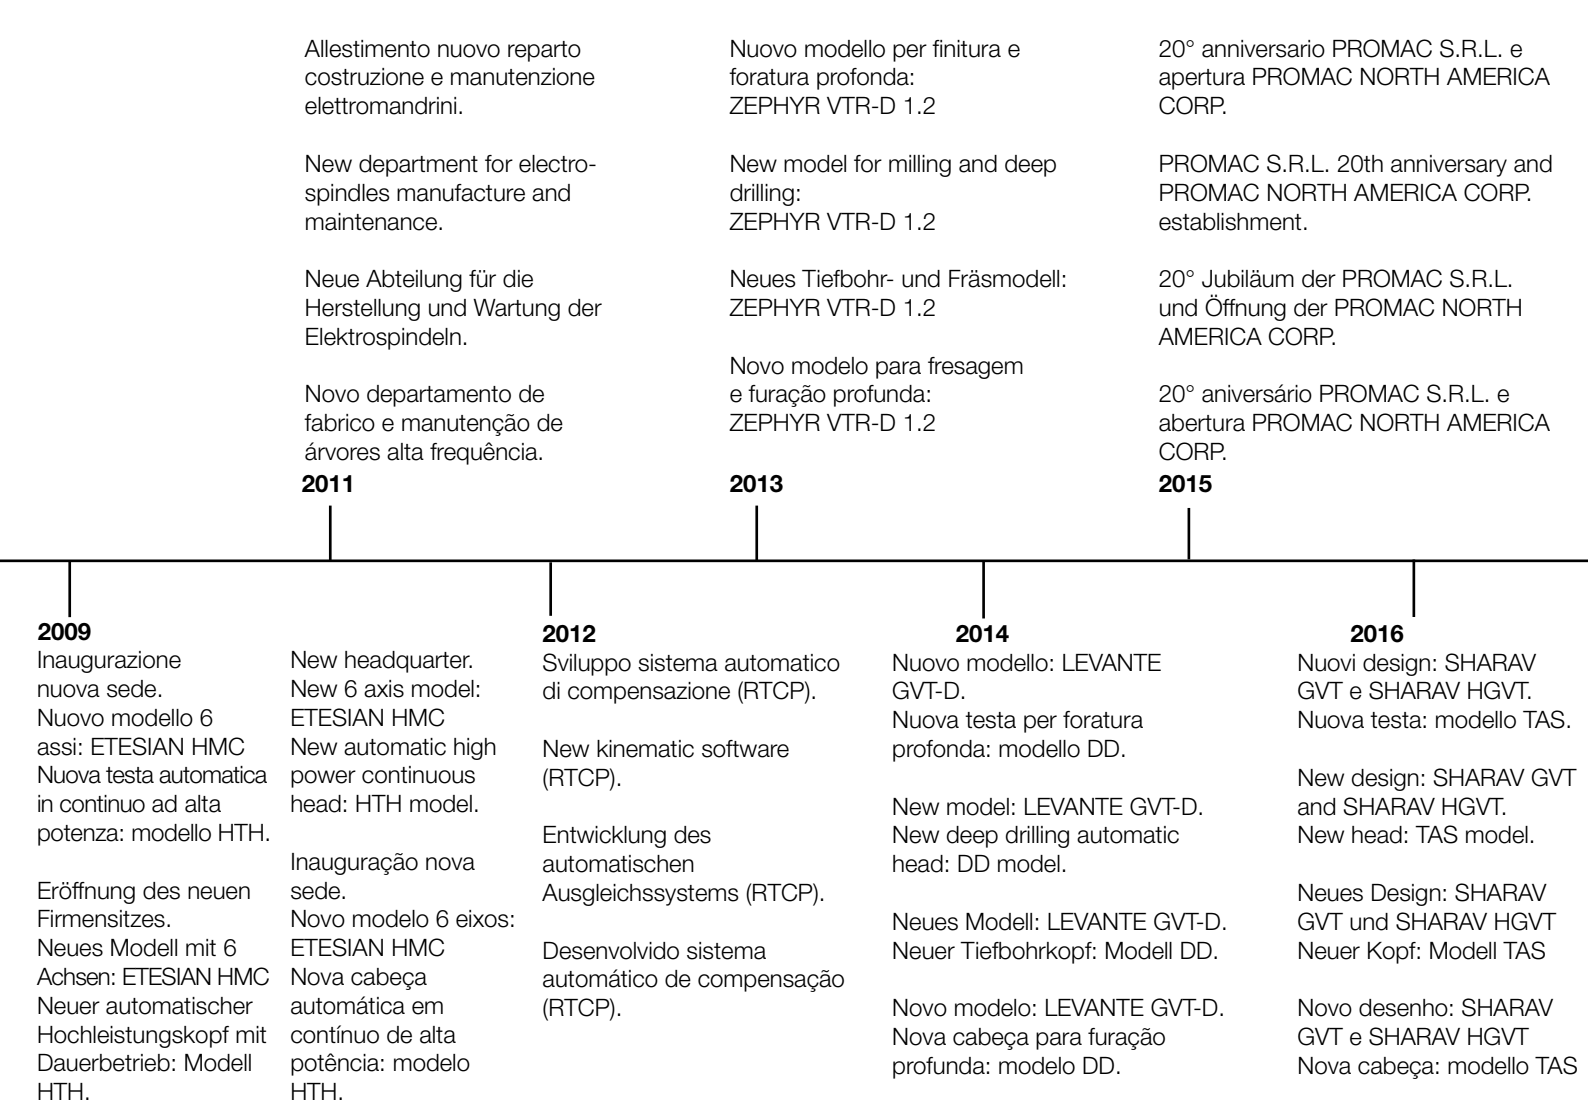 Allestimento nuovo reparto
costruzione e manutenzione
elettromandrini.
New department for electro-
spindles manufacture and
maintenance.
Neue Abteilung für die
Herstellung und Wartung der
Elektrospindeln.
Novo departamento de
fabrico e manutenção de
árvores alta frequência.
2011
Nuovo modello per finitura e
foratura profonda:
ZEPHYR VTR-D 1.2
New model for milling and deep
drilling:
ZEPHYR VTR-D 1.2
Neues Tiefbohr- und Fräsmodell:
ZEPHYR VTR-D 1.2
Novo modelo para fresagem
e furação profunda:
ZEPHYR VTR-D 1.2
2013
20° anniversario PROMAC S.R.L. e
apertura PROMAC NORTH AMERICA
CORP.
PROMAC S.R.L. 20th anniversary and
PROMAC NORTH AMERICA CORP.
establishment.
20° Jubiläum der PROMAC S.R.L.
und Öffnung der PROMAC NORTH
AMERICA CORP.
20° aniversário PROMAC S.R.L. e
abertura PROMAC NORTH AMERICA
CORP.
2015
2009
Inaugurazione
nuova sede.
Nuovo modello 6
assi: ETESIAN HMC
Nuova testa automatica
in continuo ad alta
potenza: modello HTH.
Eröffnung des neuen
Firmensitzes.
Neues Modell mit 6
Achsen: ETESIAN HMC
Neuer automatischer
Hochleistungskopf mit
Dauerbetrieb: Modell
HTH.
New headquarter.
New 6 axis model:
ETESIAN HMC
New automatic high
power continuous
head: HTH model.
Inauguração nova
sede.
Novo modelo 6 eixos:
ETESIAN HMC
Nova cabeça
automática em
contínuo de alta
potência: modelo
HTH.
2012
Sviluppo sistema automatico
di compensazione (RTCP).
New kinematic software
(RTCP).
Entwicklung des
automatischen
Ausgleichssystems (RTCP).
Desenvolvido sistema
automático de compensação
(RTCP).
2014
Nuovo modello: LEVANTE
GVT-D.
Nuova testa per foratura
profonda: modello DD.
New model: LEVANTE GVT-D.
New deep drilling automatic
head: DD model.
Neues Modell: LEVANTE GVT-D.
Neuer Tiefbohrkopf: Modell DD.
Novo modelo: LEVANTE GVT-D.
Nova cabeça para furação
profunda: modelo DD.
2016
Nuovi design: SHARAV
GVT e SHARAV HGVT.
Nuova testa: modello TAS.
New design: SHARAV GVT
and SHARAV HGVT.
New head: TAS model.
Neues Design: SHARAV
GVT und SHARAV HGVT
Neuer Kopf: Modell TAS
Novo desenho: SHARAV
GVT e SHARAV HGVT
Nova cabeça: modello TAS